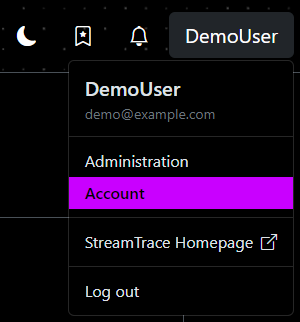 DemoUser
DemoUser
demo@example.com
Administration
Account
StreamTrace Homepage
Log out